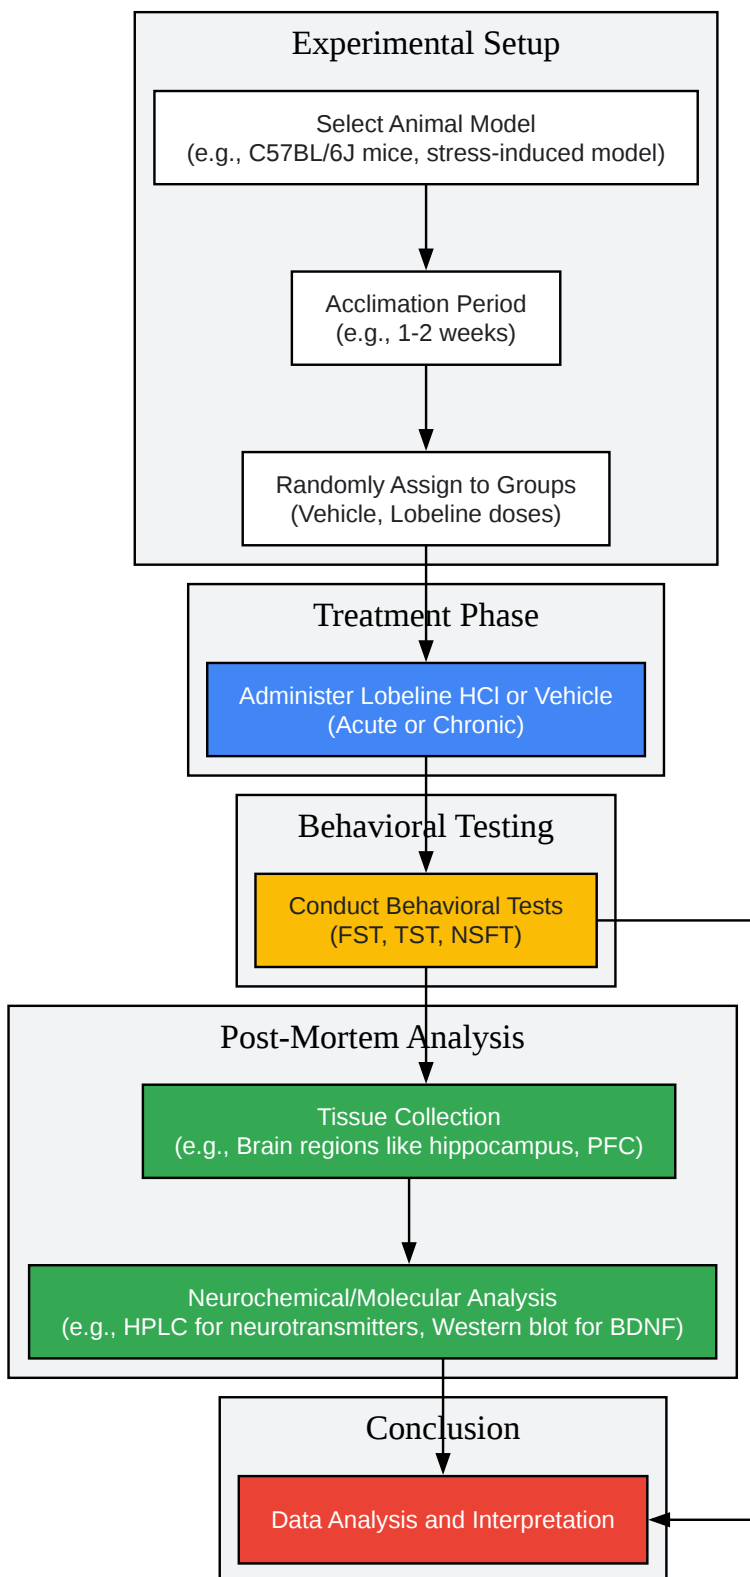 Experimental Setup
Select Animal Model
(e.g., C57BL/6J mice, stress-induced model)
Acclimation Period
(e.g., 1-2 weeks)
Randomly Assign to Groups
(Vehicle, Lobeline doses)
Treatment Phase
Administer Lobeline HCl or Vehicle
(Acute or Chronic)
Behavioral Testing
Conduct Behavioral Tests
(FST, TST, NSFT)
Post-Mortem Analysis
Tissue Collection
(e.g., Brain regions like hippocampus, PFC)
Neurochemical/Molecular Analysis
(e.g., HPLC for neurotransmitters, Western blot for BDNF)
Conclusion
Data Analysis and Interpretation